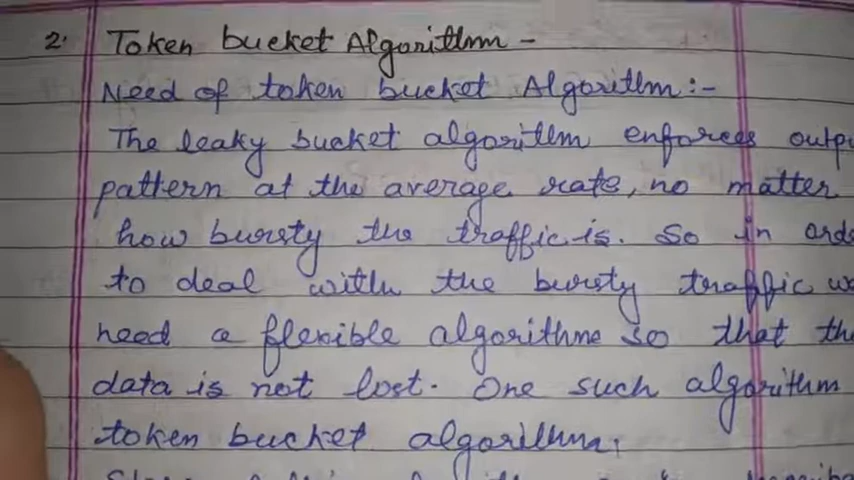 2. Token bucket Algorithm -
Need of token bucket Algorithm :-
The leaky bucket algorithm enforces outpu
pattern at the average rate, no matter
how bursty the traffic is. So in orde
to deal with the bursty traffic we
need a flexible algorithm so that the
data is not lost. One such algorithm
token bucket algorithm.